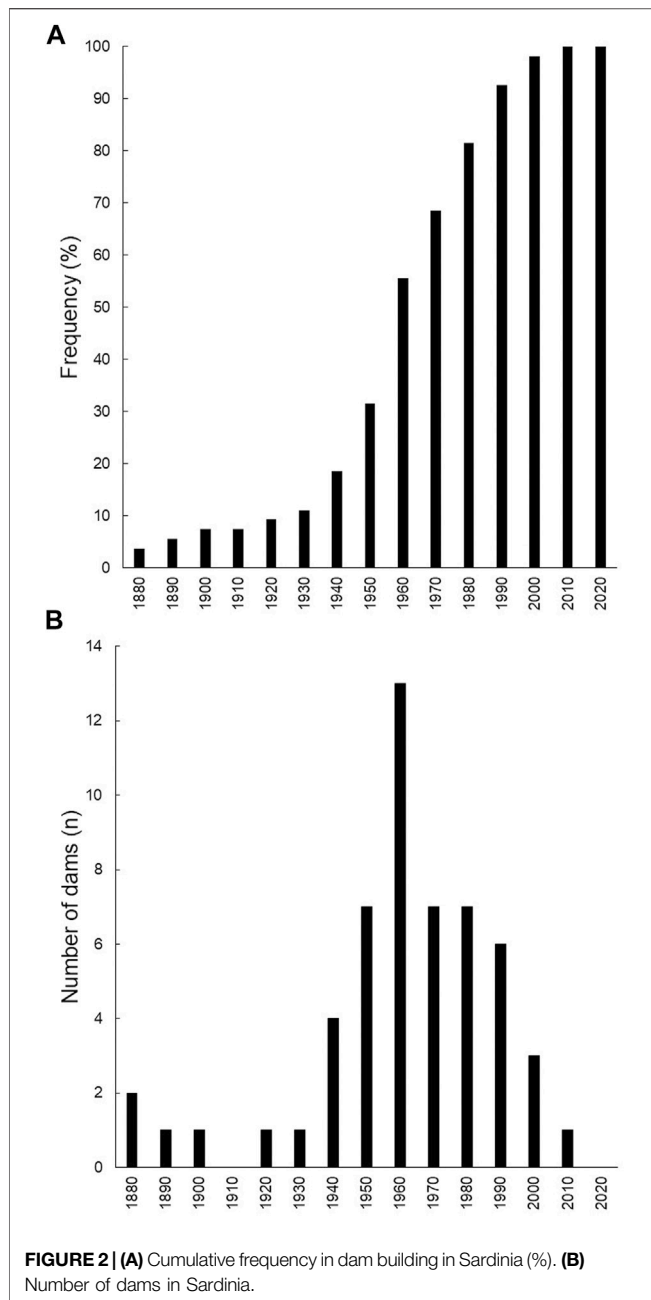 A
100
90
80
70
60
50
40
30
20
10
0
Frequency (%)
1880 1890 1900 1910 1920 1930 1940 1950 1960 1970 1980 1990 2000 2010 2020
B
14
12
10
8
6
4
2
0
Number of dams (n)
1880 1890 1900 1910 1920 1930 1940 1950 1960 1970 1980 1990 2000 2010 2020
FIGURE 2 | (A) Cumulative frequency in dam building in Sardinia (%). (B)
Number of dams in Sardinia.